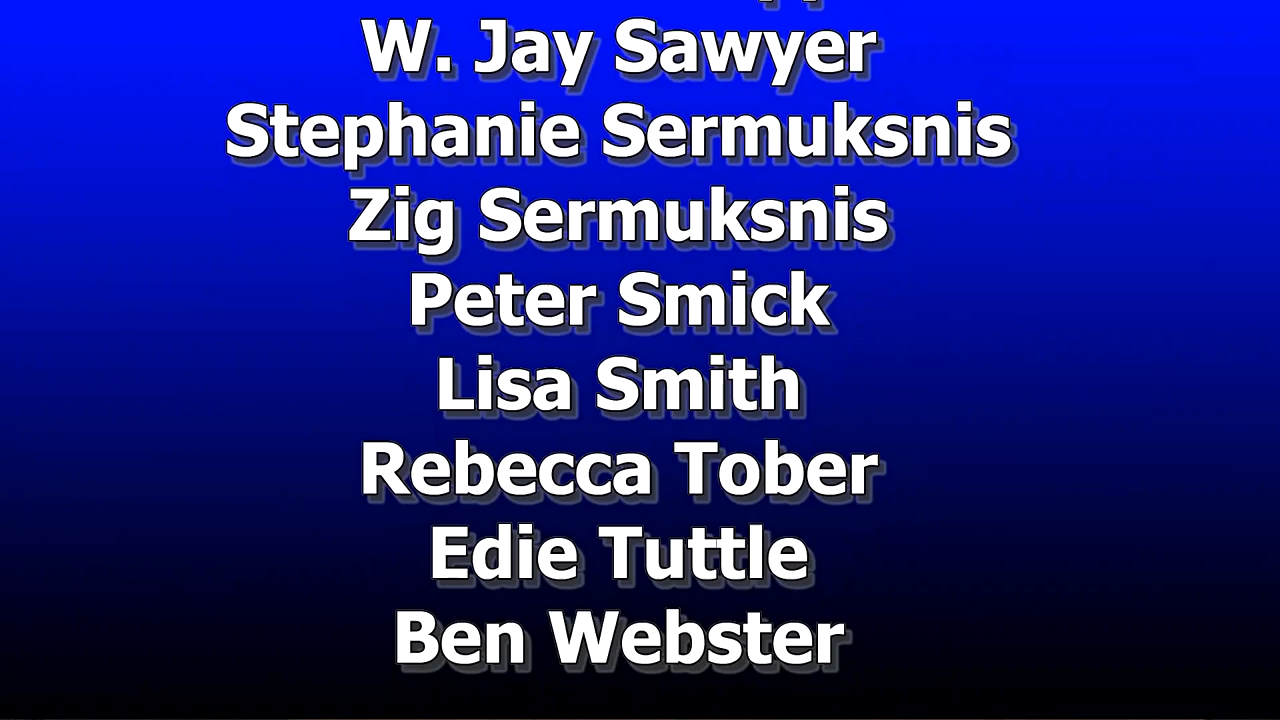 W. Jay Sawyer
Stephanie Sermuksnis
Zig Sermuksnis
Peter Smick
Lisa Smith
Rebecca Tober
Edie Tuttle
Ben Webster